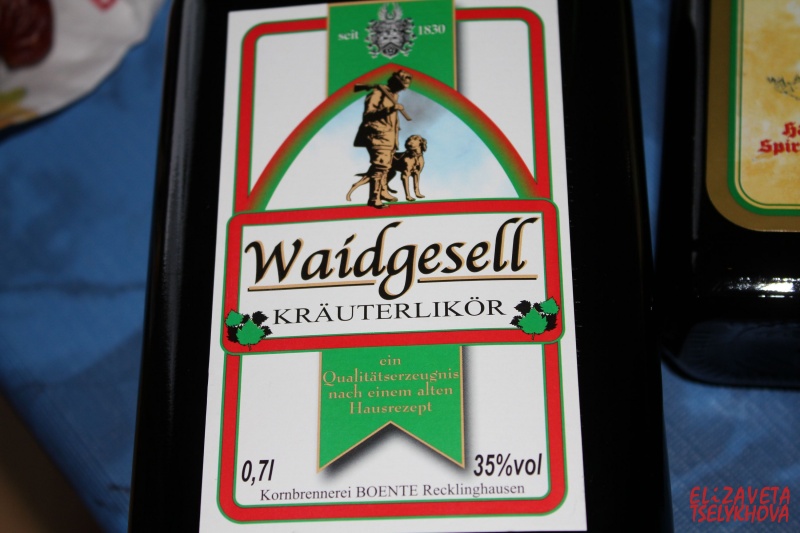 seit 1830
Waidgesell
KRÄUTERLIKÖR
ein
Qualitätserzeugnis
nach einem alten
Hausrezept
0,7l 35%vol
Kornbrennerei BOENTE Recklinghausen
ELIZAVETA
TSELYKHOVA